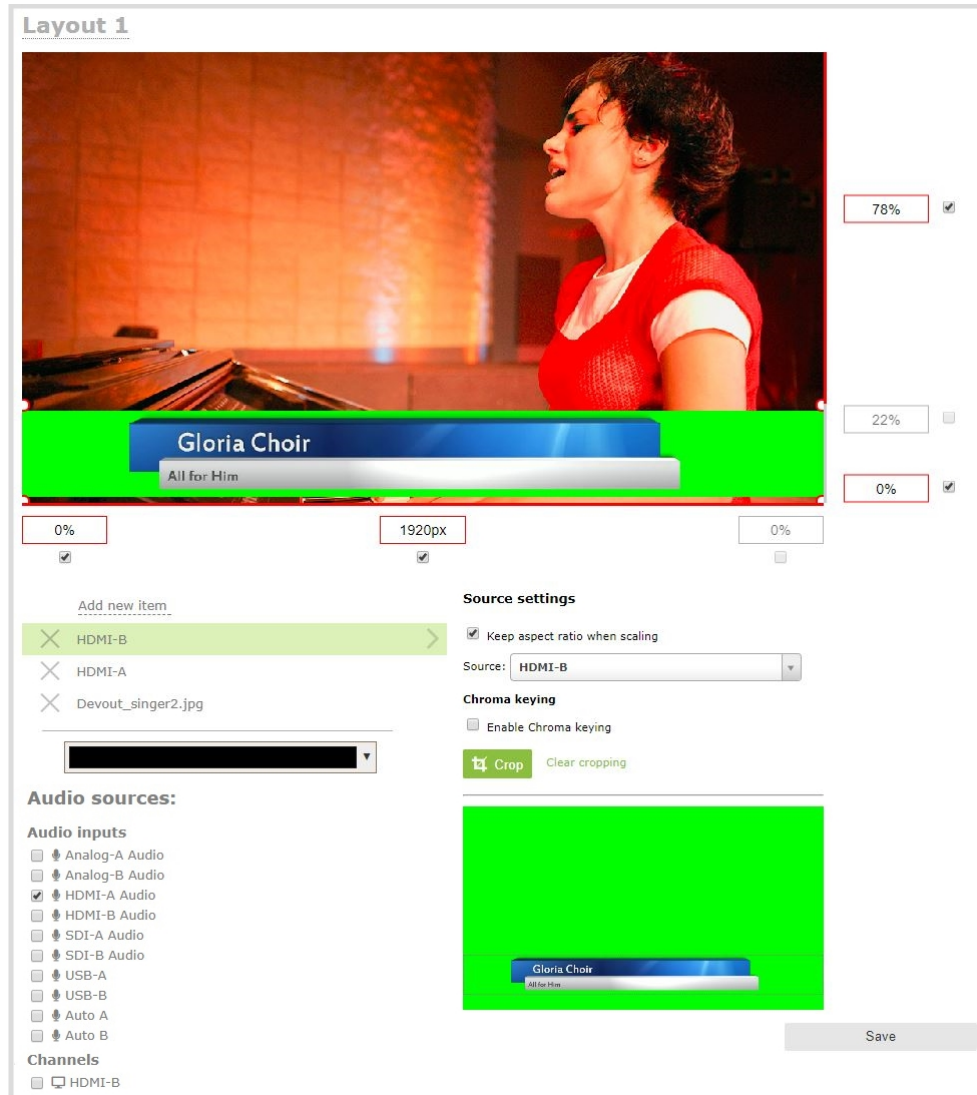 Layout 1
78%
Gloria Choir
All for Him
22%
0%
0%
1920px
0%
Add new item
HDMI-B
HDMI-A
Devout_singer2.jpg
Source settings
Keep aspect ratio when scaling
Source: HDMI-B
Chroma keying
Enable Chroma keying
Crop Clear cropping
Audio sources:
Audio inputs
Analog-A Audio
Analog-B Audio
HDMI-A Audio
HDMI-B Audio
SDI-A Audio
SDI-B Audio
USB-A
USB-B
Auto A
Auto B
Channels
HDMI-B
Gloria Choir
All for Him
Save